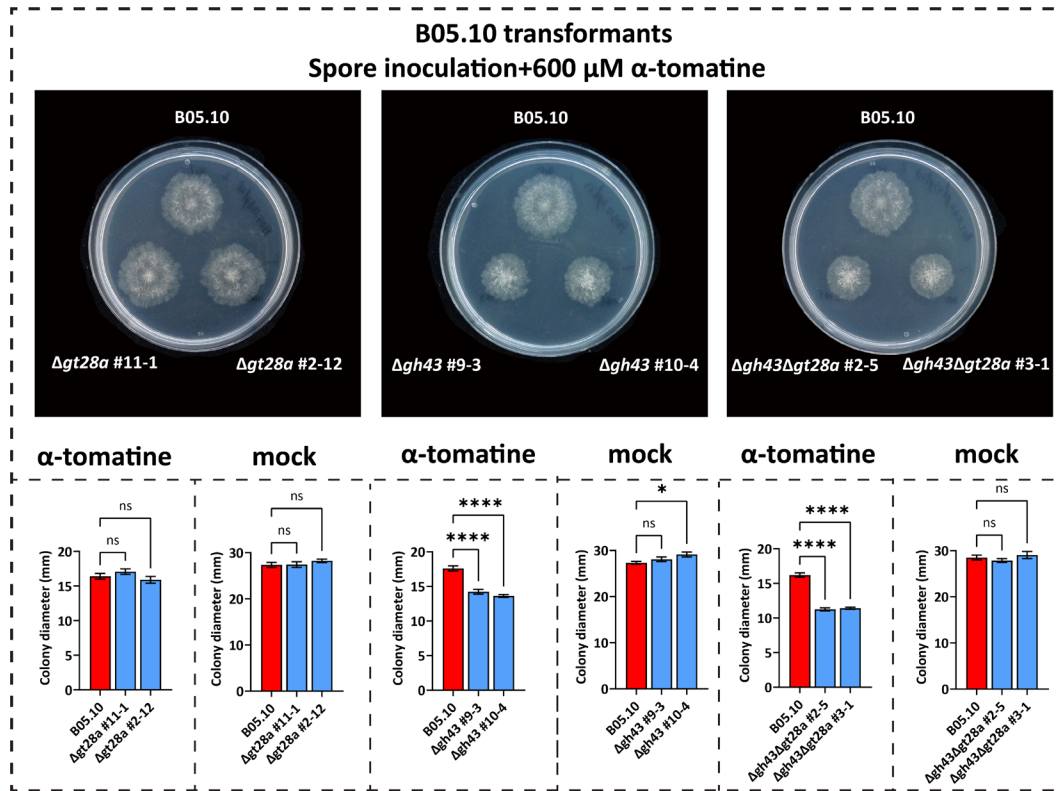 B05.10 transformants
Spore inoculation+600 μM α-tomatine
B05.10
Δgt28a #11-1
Δgt28a #2-12
B05.10
Δgh43 #9-3
Δgh43 #10-4
B05.10
Δgh43Δgt28a #2-5
Δgh43Δgt28a #3-1
α-tomatine
mock
α-tomatine
mock
α-tomatine
mock
Colony diameter (mm)
20
15
10
5
0
ns
ns
B05.10
Δgt28a #11-1
Δgt28a #2-12
Colony diameter (mm)
30
20
10
0
ns
ns
B05.10
Δgt28a #11-1
Δgt28a #2-12
Colony diameter (mm)
20
15
10
5
0
****
****
B05.10
Δgh43 #9-3
Δgh43 #10-4
Colony diameter (mm)
30
20
10
0
*
ns
B05.10
Δgh43 #9-3
Δgh43 #10-4
Colony diameter (mm)
20
15
10
5
0
****
****
B05.10
Δgh43Δgt28a #2-5
Δgh43Δgt28a #3-1
Colony diameter (mm)
30
20
10
0
ns
ns
B05.10
Δgh43Δgt28a #2-5
Δgh43Δgt28a #3-1